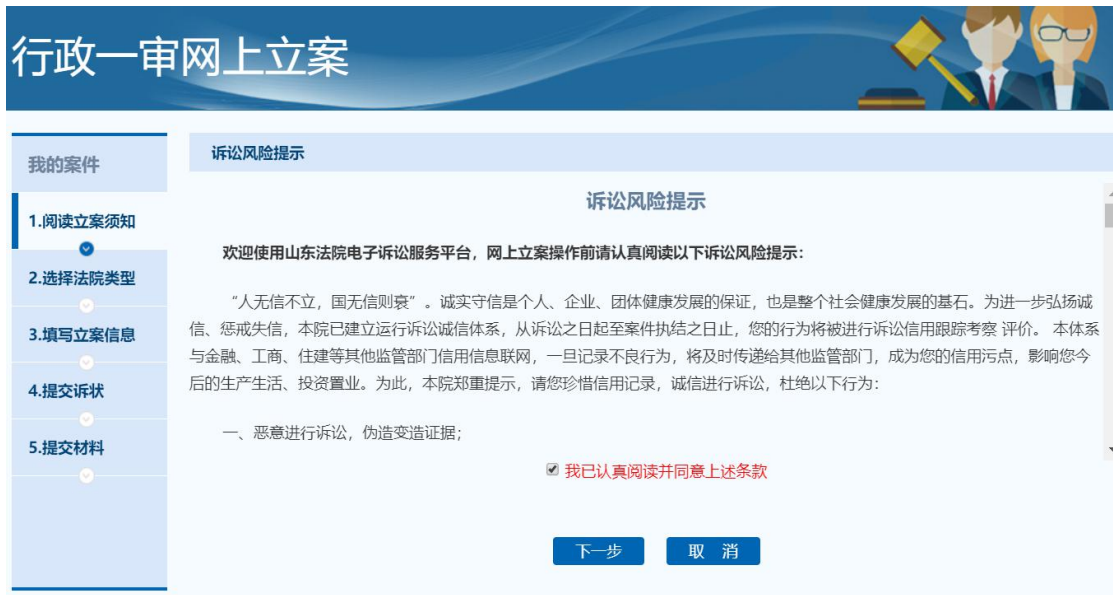 行政一审网上立案
我的案件
1.阅读立案须知
2.选择法院类型
3.填写立案信息
4.提交诉状
5.提交材料
诉讼风险提示
诉讼风险提示
欢迎使用山东法院电子诉讼服务平台，网上立案操作前请认真阅读以下诉讼风险提示：
“人无信不立，国无信则衰”。诚实守信是个人、企业、团体健康发展的保证，也是整个社会健康发展的基石。为进一步弘扬诚
信、惩戒失信，本院已建立运行诉讼诚信体系，从诉讼之日起至案件执结之日止，您的行为将被进行诉讼信用跟踪考察 评价。 本体系
与金融、工商、住建等其他监管部门信用信息联网，一旦记录不良行为，将及时传递给其他监管部门，成为您的信用污点，影响您今
后的生产生活、投资置业。为此，本院郑重提示，请您珍惜信用记录，诚信进行诉讼，杜绝以下行为：
一、恶意进行诉讼，伪造变造证据；
我已认真阅读并同意上述条款
下一步
取 消